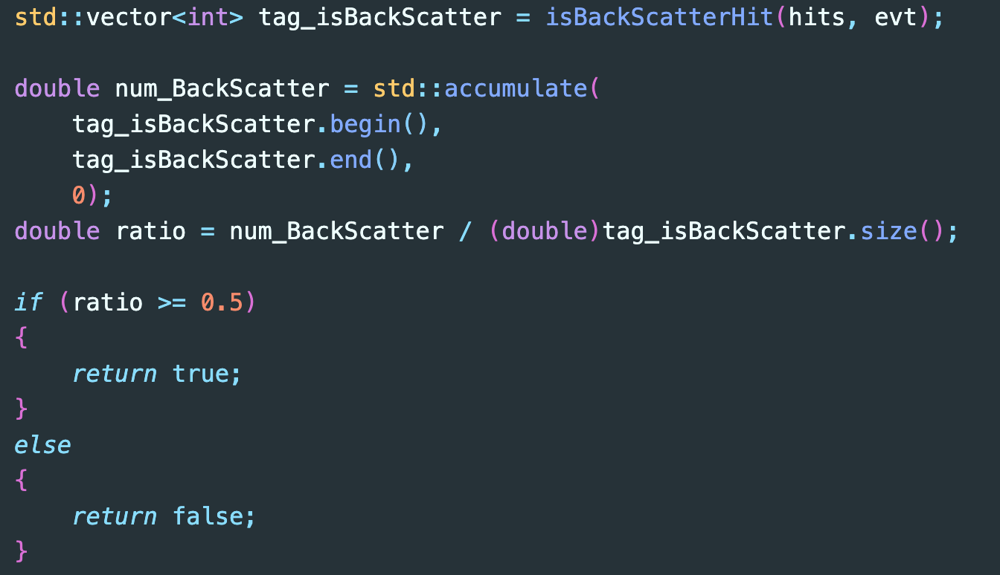 std::vector<int> tag_isBackScatter = isBackScatterHit(hits, evt);

double num_BackScatter = std::accumulate(
    tag_isBackScatter.begin(),
    tag_isBackScatter.end(),
    0);
double ratio = num_BackScatter / (double)tag_isBackScatter.size();

if (ratio >= 0.5)
{
    return true;
}
else
{
    return false;
}